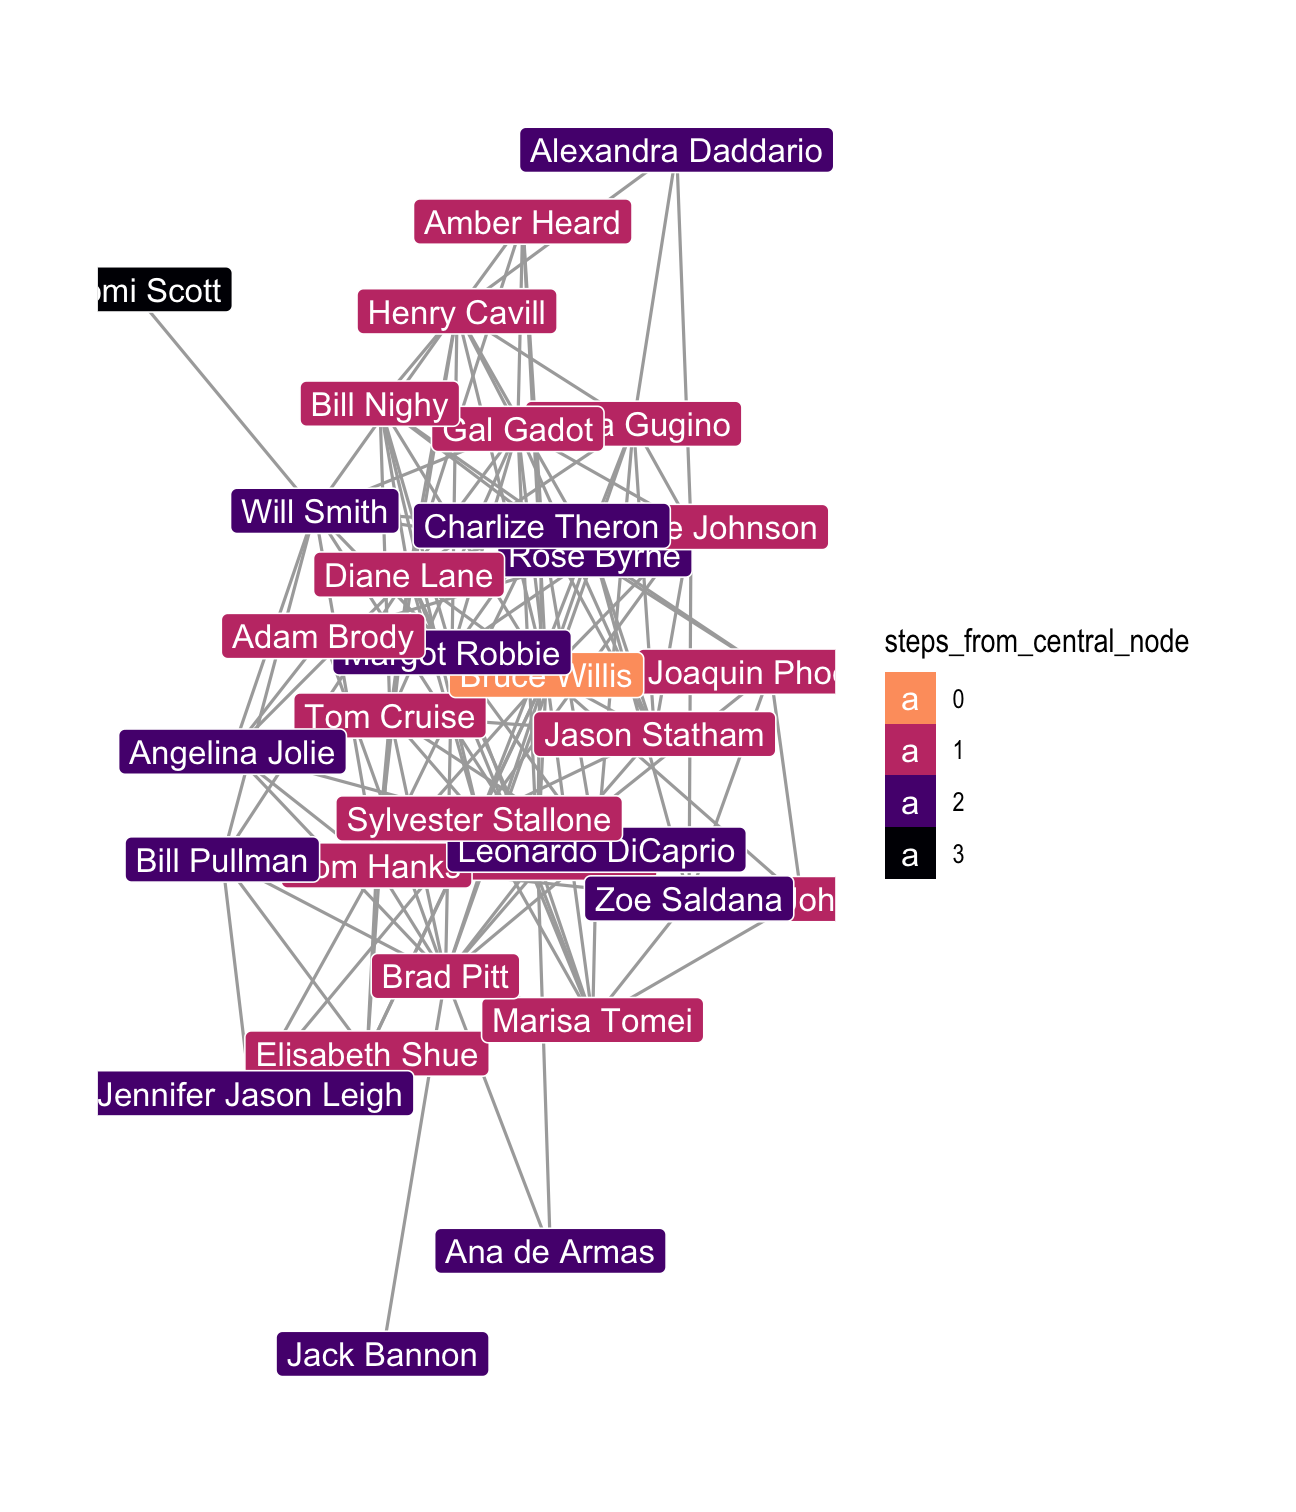 Alexandra Daddario
Amber Heard
omi Scott
Henry Cavill
Bill Nighy
Gal Gadot
a Gugino
Will Smith
Charlize Theron
e Johnson
Rose Byrne
Diane Lane
Adam Brody
Margot Robbie
Bruce Willis
Joaquin Phoe
Tom Cruise
Jason Statham
Angelina Jolie
Sylvester Stallone
Leonardo DiCaprio
Bill Pullman
om Hanks
Zoe Saldana
Joh
Brad Pitt
Marisa Tomei
Elisabeth Shue
Jennifer Jason Leigh
Ana de Armas
Jack Bannon
steps_from_central_node
a 0
a 1
a 2
a 3